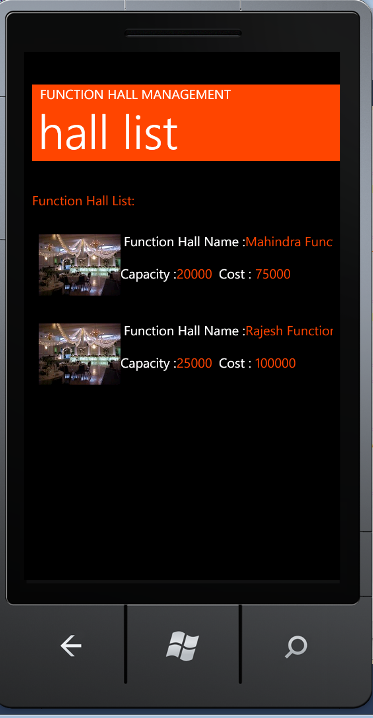 FUNCTION HALL MANAGEMENT
hall list
Function Hall List:
Function Hall Name :Mahindra Func
Capacity :20000 Cost : 75000
Function Hall Name :Rajesh Function
Capacity :25000 Cost : 100000